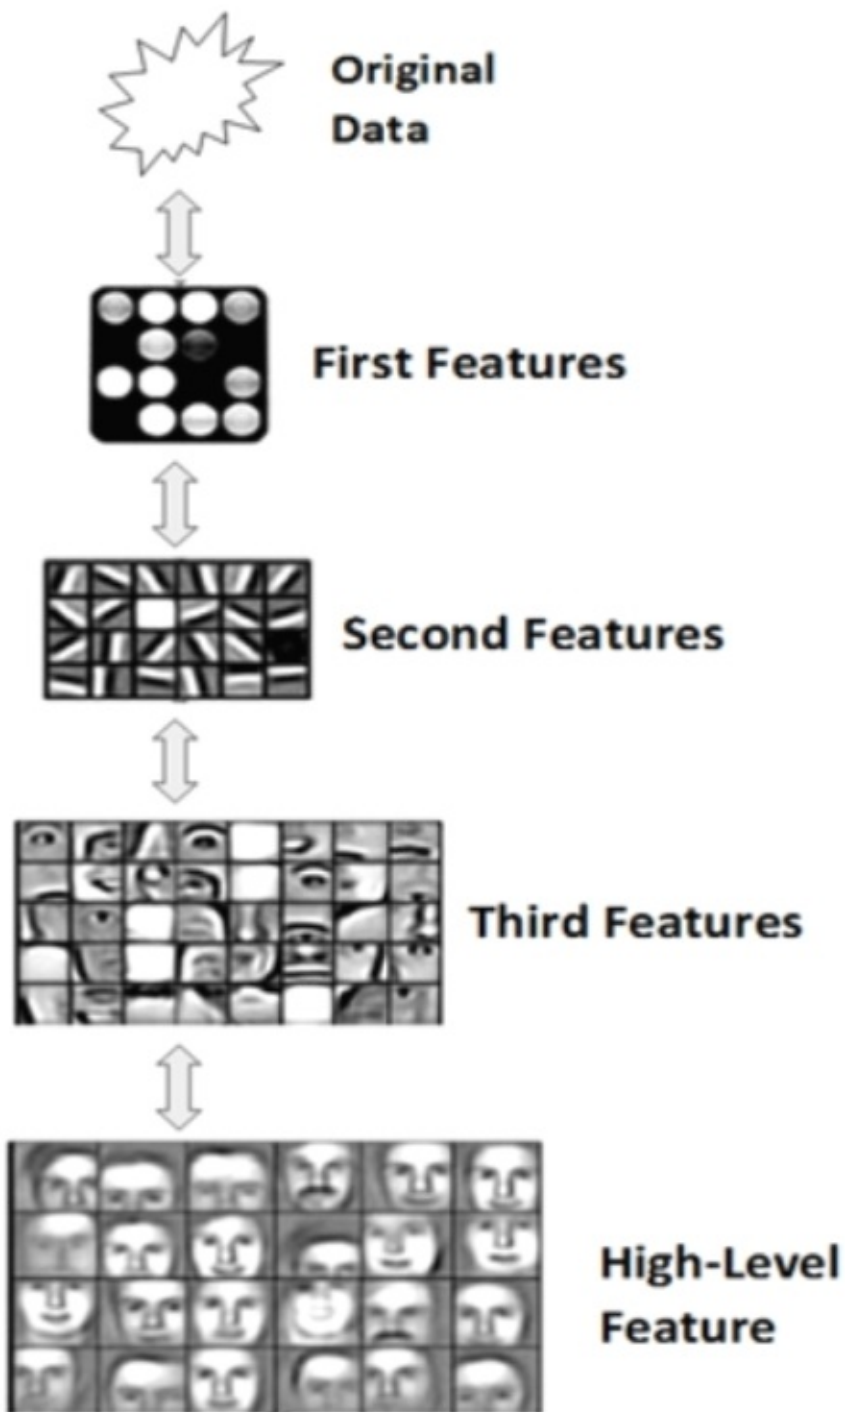 Original
Data
First Features
Second Features
Third Features
High-Level
Feature